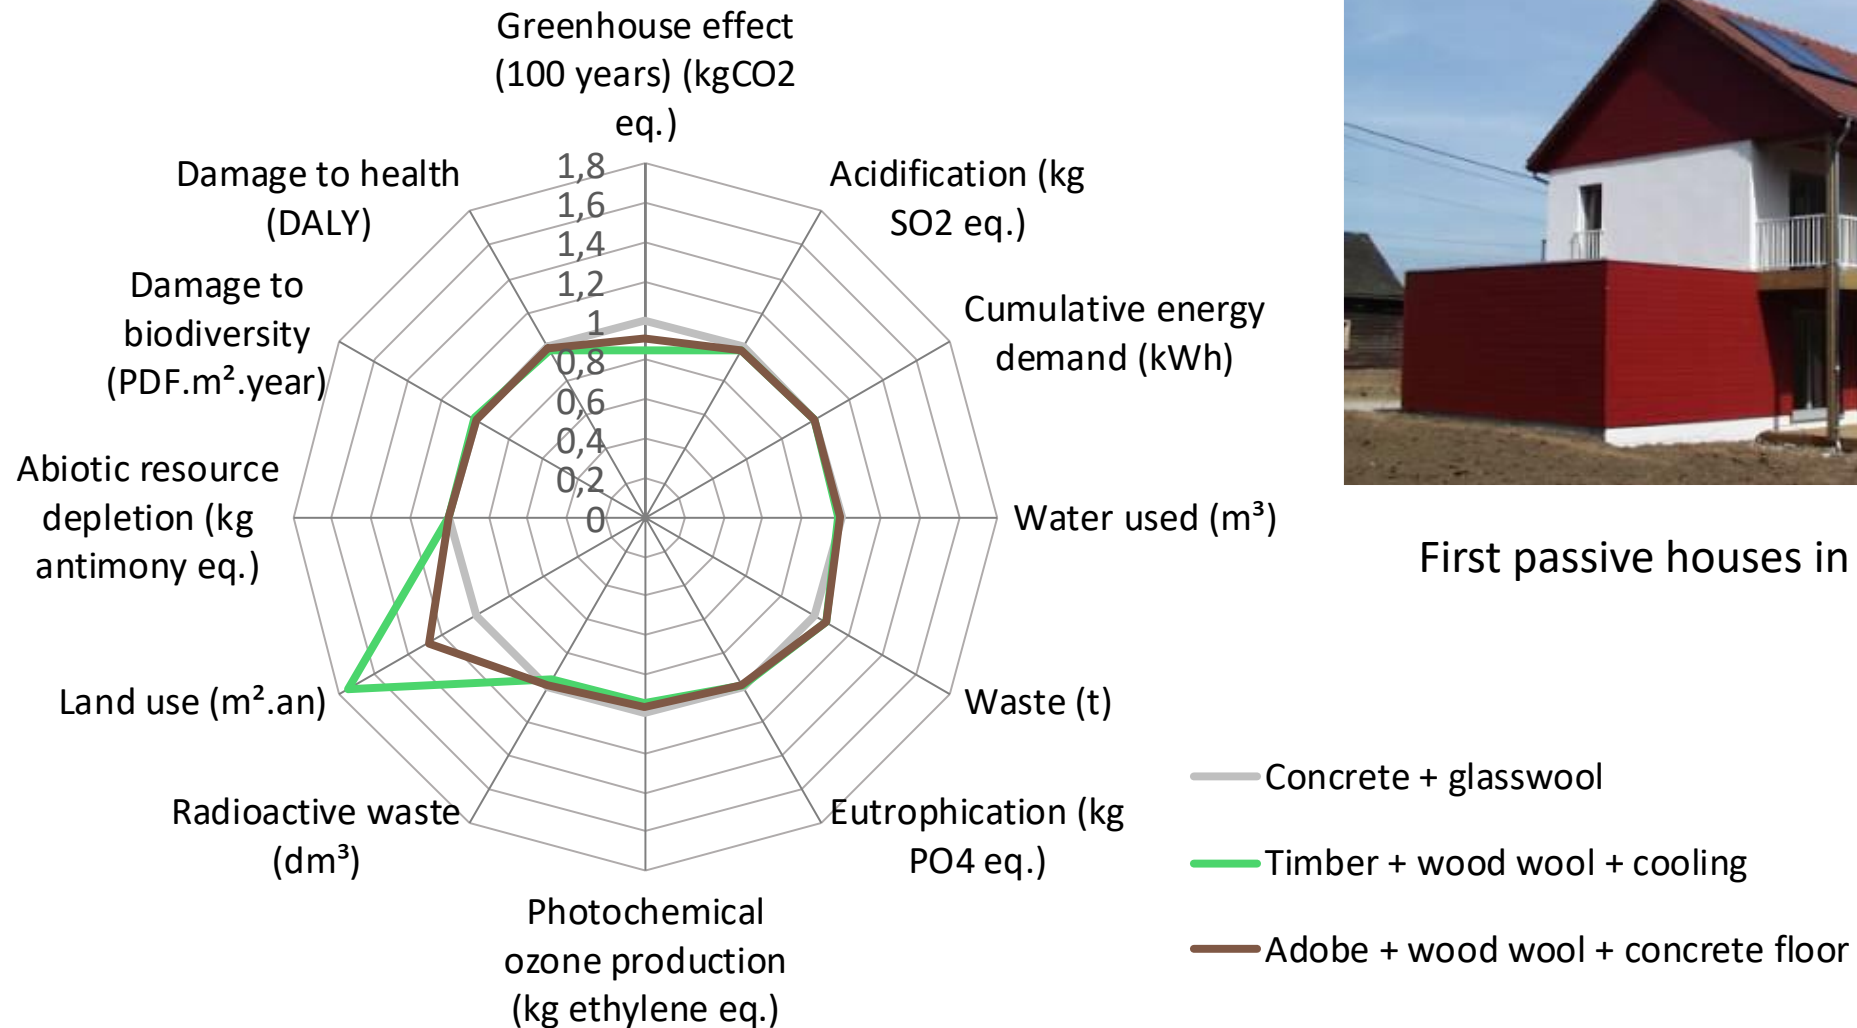 Greenhouse effect
(100 years) (kgCO2
eq.)
Damage to health
(DALY)
Acidification (kg
SO2 eq.)
Damage to
biodiversity
(PDF.m².year)
Cumulative energy
demand (kWh)
Abiotic resource
depletion (kg
antimony eq.)
Water used (m³)
Land use (m².an)
Waste (t)
Radioactive waste
(dm³)
Eutrophication (kg
PO4 eq.)
Photochemical
ozone production
(kg ethylene eq.)
1,8
1,6
1,4
1,2
1
0,8
0,6
0,4
0,2
0
First passive houses in
Concrete + glasswool
Timber + wood wool + cooling
Adobe + wood wool + concrete floor